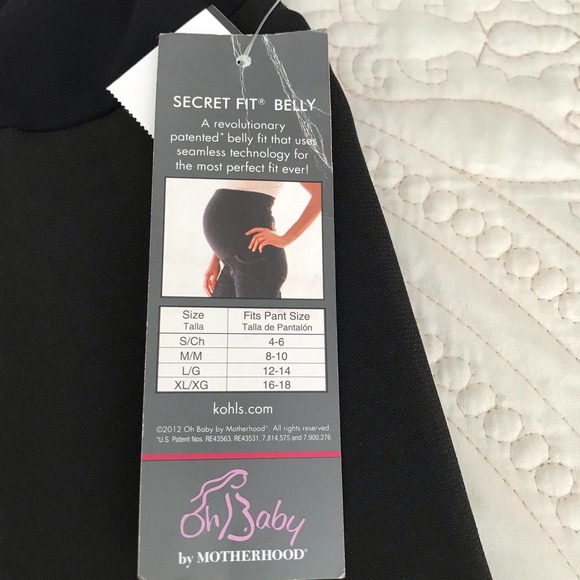 SECRET FIT® BELLY
A revolutionary
patented* belly fit that uses
seamless technology for
the most perfect fit ever!
Size Fits Pant Size
Talla Talla de Pantalón
S/Ch 4-6
M/M 8-10
L/G 12-14
XL/XG 16-18
kohls.com
©2012 Oh Baby by Motherhood® All rights reserved
*U.S. Patent Nos. RE43563, RE43531, 7,814,575 and 7,900,276
Oh Baby
by MOTHERHOOD®